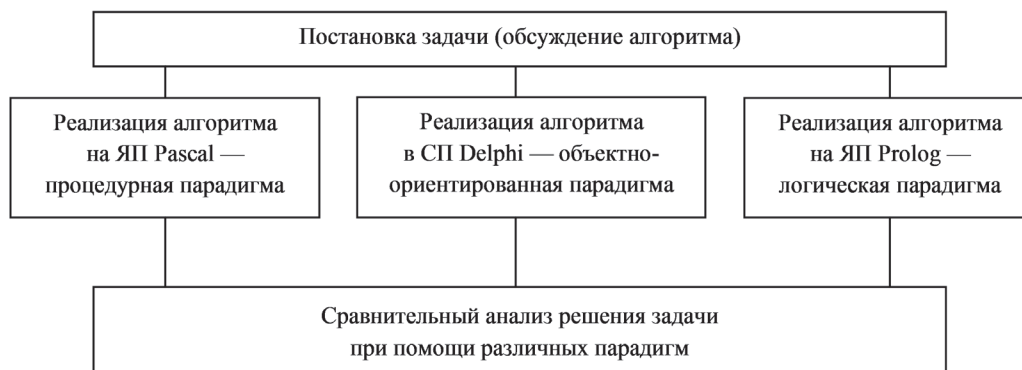 Постановка задачи (обсуждение алгоритма)
Реализация алгоритма
на ЯП Pascal —
процедурная парадигма
Реализация алгоритма
в СП Delphi — объектно-
ориентированная парадигма
Реализация алгоритма
на ЯП Prolog —
логическая парадигма
Сравнительный анализ решения задачи
при помощи различных парадигм